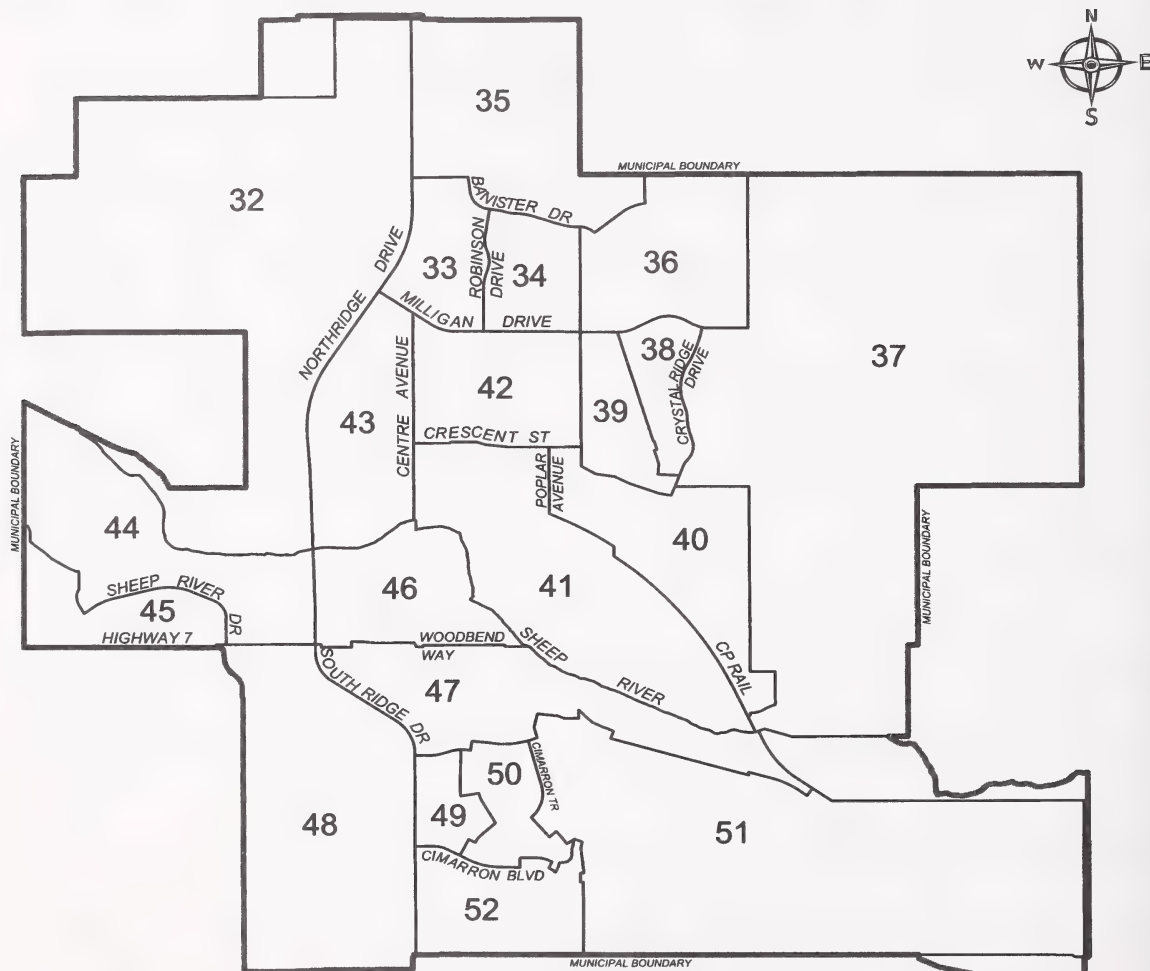 N
W E
S
35
MUNICIPAL BOUNDARY
32
BANISTER DR
ROBINSON
DRIVE
33
34
36
NORTHRIDGE DRIVE
MILLIGAN DRIVE
38
CRYSTAL RIDGE
DRIVE
37
CENTRE AVENUE
42
39
43
CRESCENT ST
POPLAR
AVENUE
MUNICIPAL BOUNDARY
44
40
MUNICIPAL BOUNDARY
SHEEP RIVER DR
45
46
41
HIGHWAY 7
WOODBEND
WAY
SHEEP RIVER
CP RAIL
SOUTH RIDGE DR
47
50
CIMARRON TR
49
48
51
CIMARRON BLVD
52
MUNICIPAL BOUNDARY